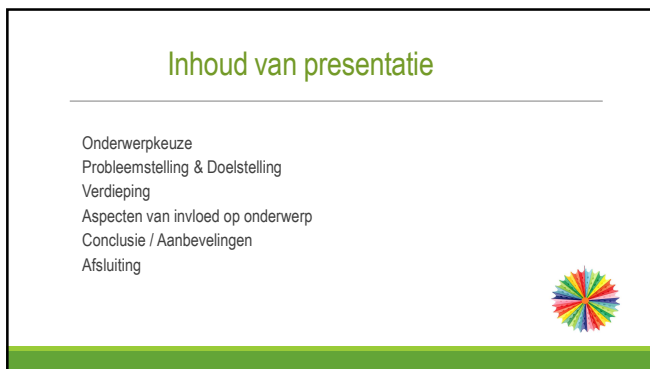 Inhoud van presentatie
Onderwerpkeuze
Probleemstelling & Doelstelling
Verdieping
Aspecten van invloed op onderwerp
Conclusie / Aanbevelingen
Afsluiting